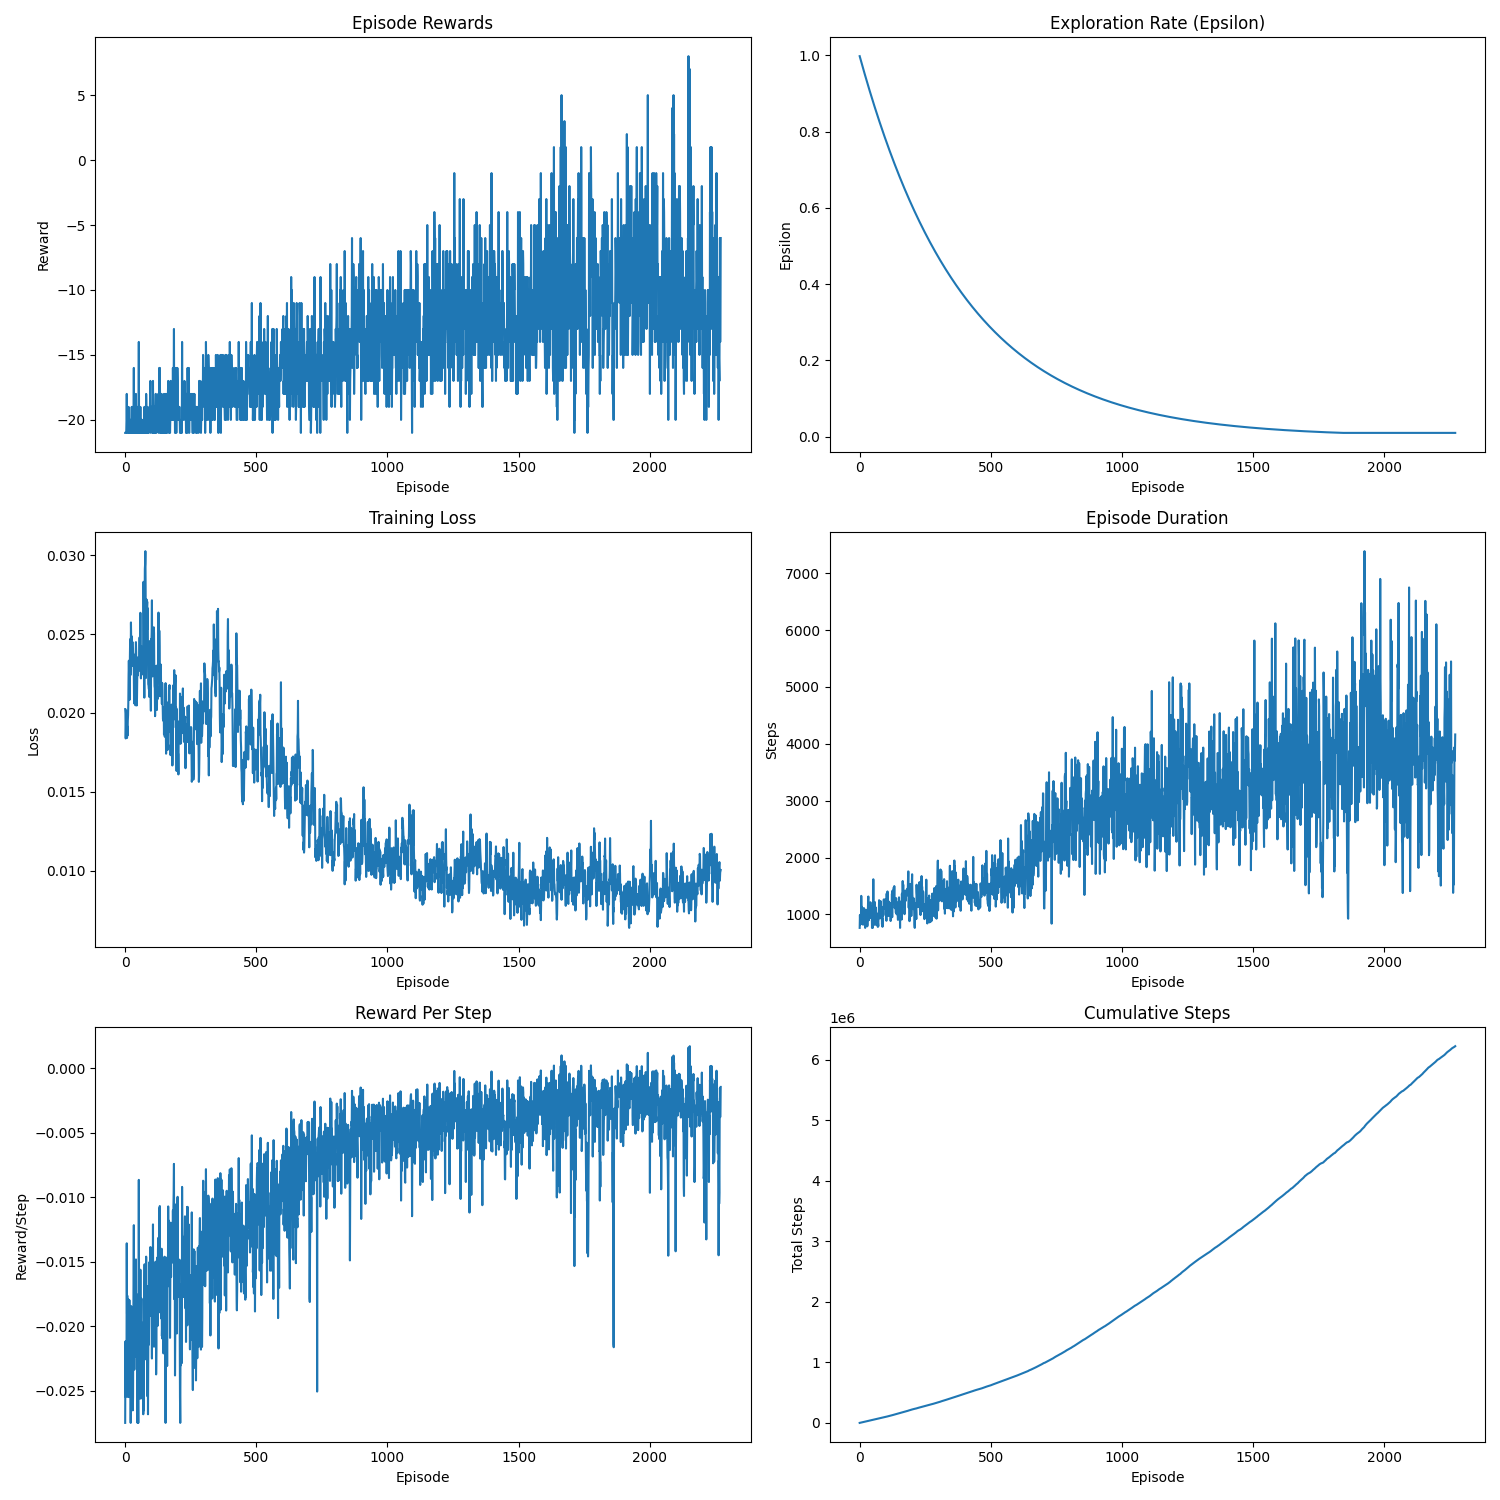 Episode Rewards
Reward
5
0
−5
−10
−15
−20
0 500 1000 1500 2000
Episode
Exploration Rate (Epsilon)
Epsilon
1.0
0.8
0.6
0.4
0.2
0.0
0 500 1000 1500 2000
Episode
Training Loss
Loss
0.030
0.025
0.020
0.015
0.010
0 500 1000 1500 2000
Episode
Episode Duration
Steps
7000
6000
5000
4000
3000
2000
1000
0 500 1000 1500 2000
Episode
Reward Per Step
Reward/Step
0.000
−0.005
−0.010
−0.015
−0.020
−0.025
0 500 1000 1500 2000
Episode
Cumulative Steps
1e6
Total Steps
6
5
4
3
2
1
0
0 500 1000 1500 2000
Episode